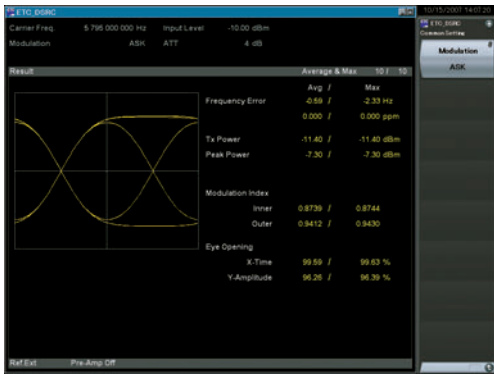 ETC_DSRC
10/15/2007 14:07:20
Carrier Freq. 5 795 000 000 Hz Input Level -10.00 dBm
Modulation ASK ATT 4 dB
ETC_DSRC
Common Setting
Modulation
ASK
Result Average & Max 10 / 10
Avg / Max
Frequency Error -0.59 / -2.33 Hz
0.000 / 0.000 ppm
Tx Power -11.40 / -11.40 dBm
Peak Power -7.30 / -7.30 dBm
Modulation Index
Inner 0.8739 / 0.8744
Outer 0.9412 / 0.9430
Eye Opening
X-Time 99.59 / 99.63 %
Y-Amplitude 96.26 / 96.39 %
Ref.Ext Pre-Amp Off